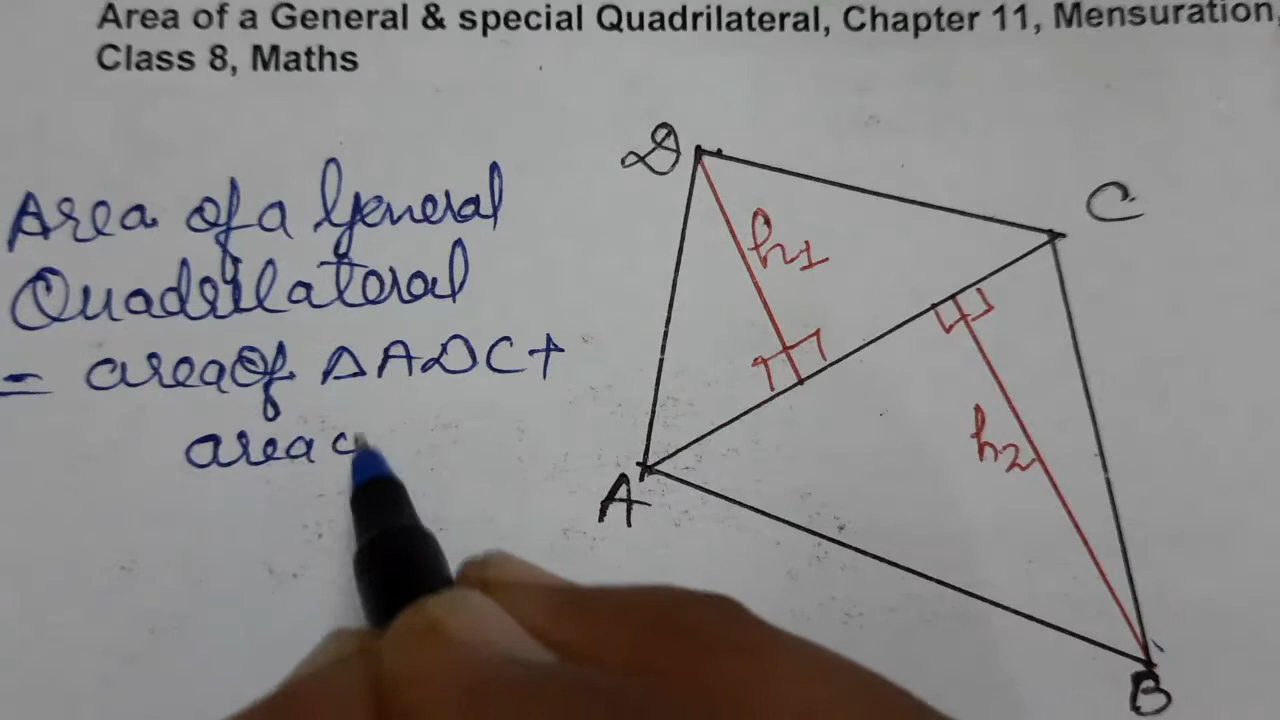 Area of a General & special Quadrilateral, Chapter 11, Mensuration,
Class 8, Maths
Area of a General
Quadrilateral
= area of △ADC +
area
D
C
h1
h2
A
B